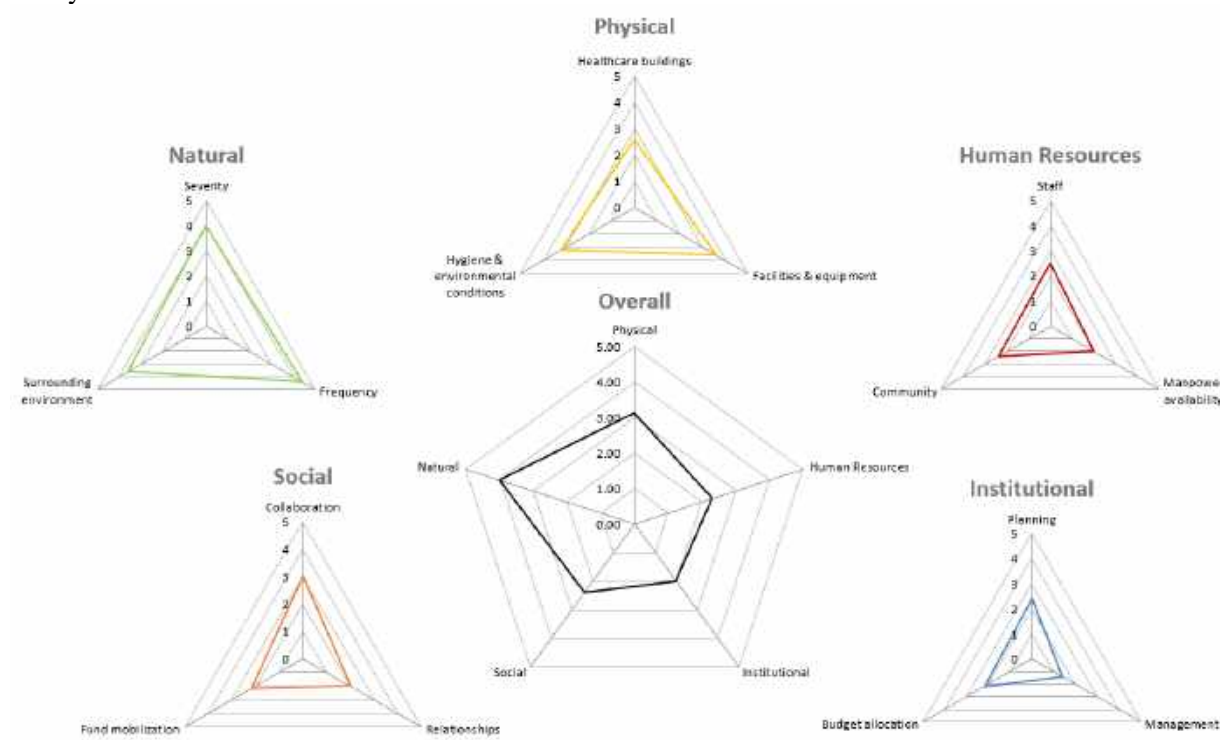 Physical
Healthcare buildings
5
4
3
2
1
0
Hygiene &
environmental
conditions
Facilities & equipment
Natural
Severity
5
4
3
2
1
0
Surrounding
environment
Frequency
Human Resources
Staff
5
4
3
2
1
0
Community
Manpowe
availability
Overall
Physical
5.00
4.00
3.00
2.00
1.00
0.00
Natural
Human Resources
Social
Institutional
Social
Collaboration
5
4
3
2
1
0
Fund mobilization
Relationships
Institutional
Planning
5
4
3
2
1
0
Budget allocation
Management